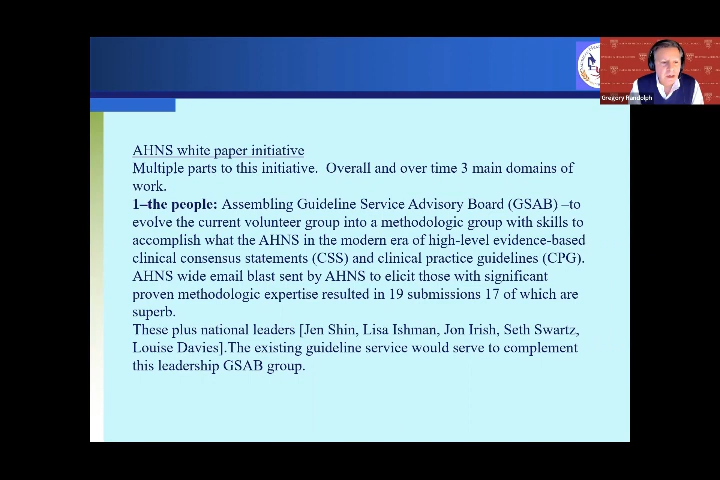 Gregory Randolph
AHNS white paper initiative
Multiple parts to this initiative.  Overall and over time 3 main domains of
work.
1–the people: Assembling Guideline Service Advisory Board (GSAB) –to
evolve the current volunteer group into a methodologic group with skills to
accomplish what the AHNS in the modern era of high-level evidence-based
clinical consensus statements (CSS) and clinical practice guidelines (CPG).
AHNS wide email blast sent by AHNS to elicit those with significant
proven methodologic expertise resulted in 19 submissions 17 of which are
superb.
These plus national leaders [Jen Shin, Lisa Ishman, Jon Irish, Seth Swartz,
Louise Davies].The existing guideline service would serve to complement
this leadership GSAB group.